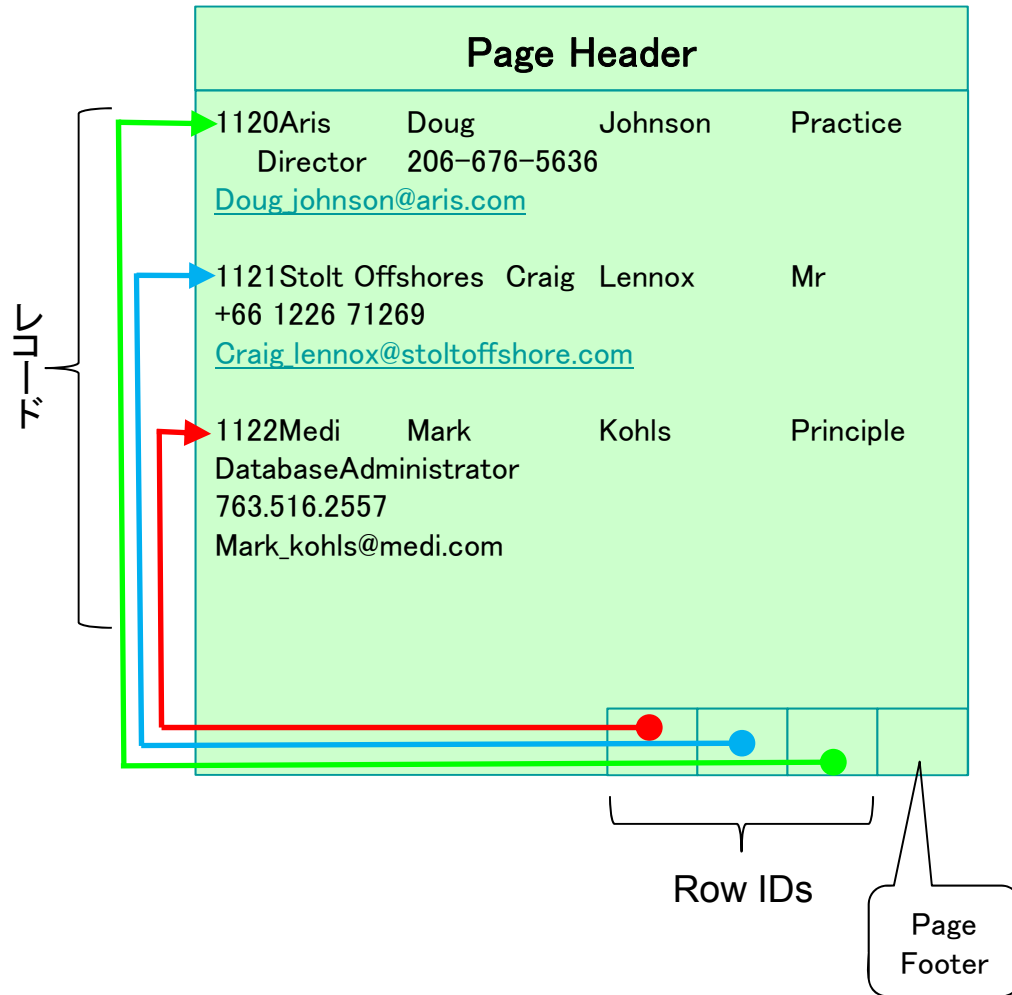 Page Header
1120Aris Doug Johnson Practice
Director 206-676-5636
Doug_johnson@aris.com
1121Stolt Offshores Craig Lennox Mr
+66 1226 71269
Craig_lennox@stoltoffshore.com
1122Medi Mark Kohls Principle
DatabaseAdministrator
763.516.2557
Mark_kohls@medi.com
レコード
Row IDs
Page
Footer